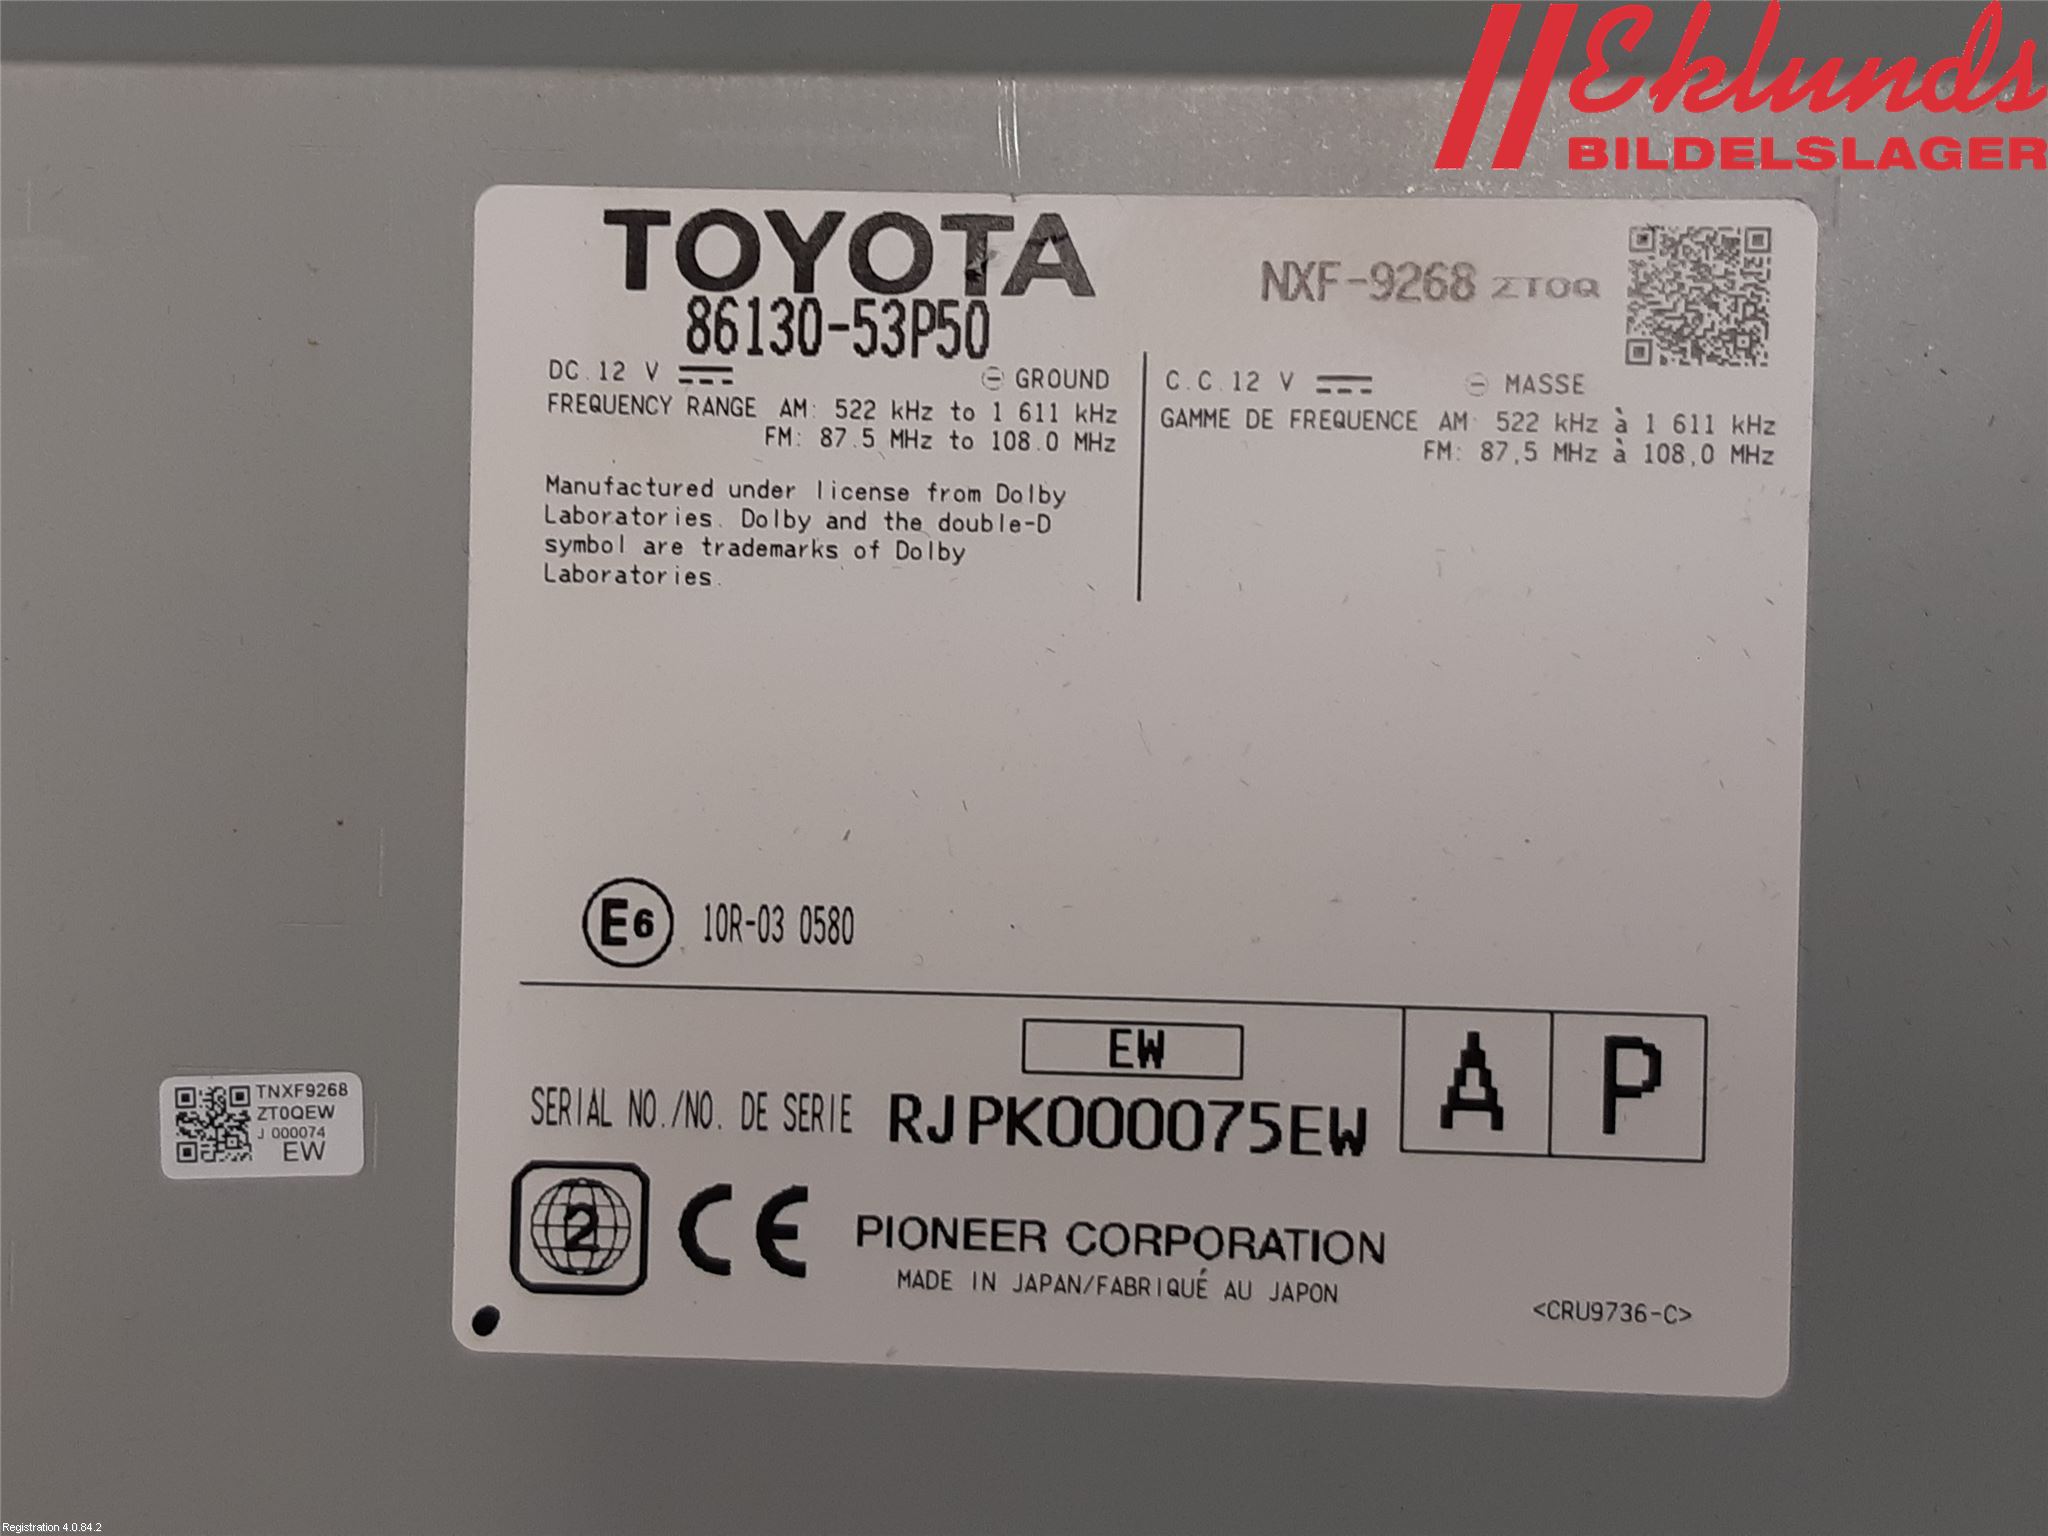 Eklunds
BILDELSLAGER
TOYOTA
86130-53P50
NXF-9268 ZT0Q
DC.12 V
GROUND
FREQUENCY RANGE AM: 522 kHz to 1 611 kHz
FM: 87.5 MHz to 108.0 MHz
C.C.12 V
MASSE
GAMME DE FREQUENCE AM: 522 kHz à 1 611 kHz
FM: 87,5 MHz à 108,0 MHz
Manufactured under license from Dolby
Laboratories. Dolby and the double-D
symbol are trademarks of Dolby
Laboratories.
E6 10R-03 0580
EW
A P
SERIAL NO./NO. DE SERIE RJPK000075EW
TNXF9268
ZT0QEW
J 000074
EW
2 CE PIONEER CORPORATION
MADE IN JAPAN/FABRIQUÉ AU JAPON
<CRU9736-C>
Registration 4.0.84.2